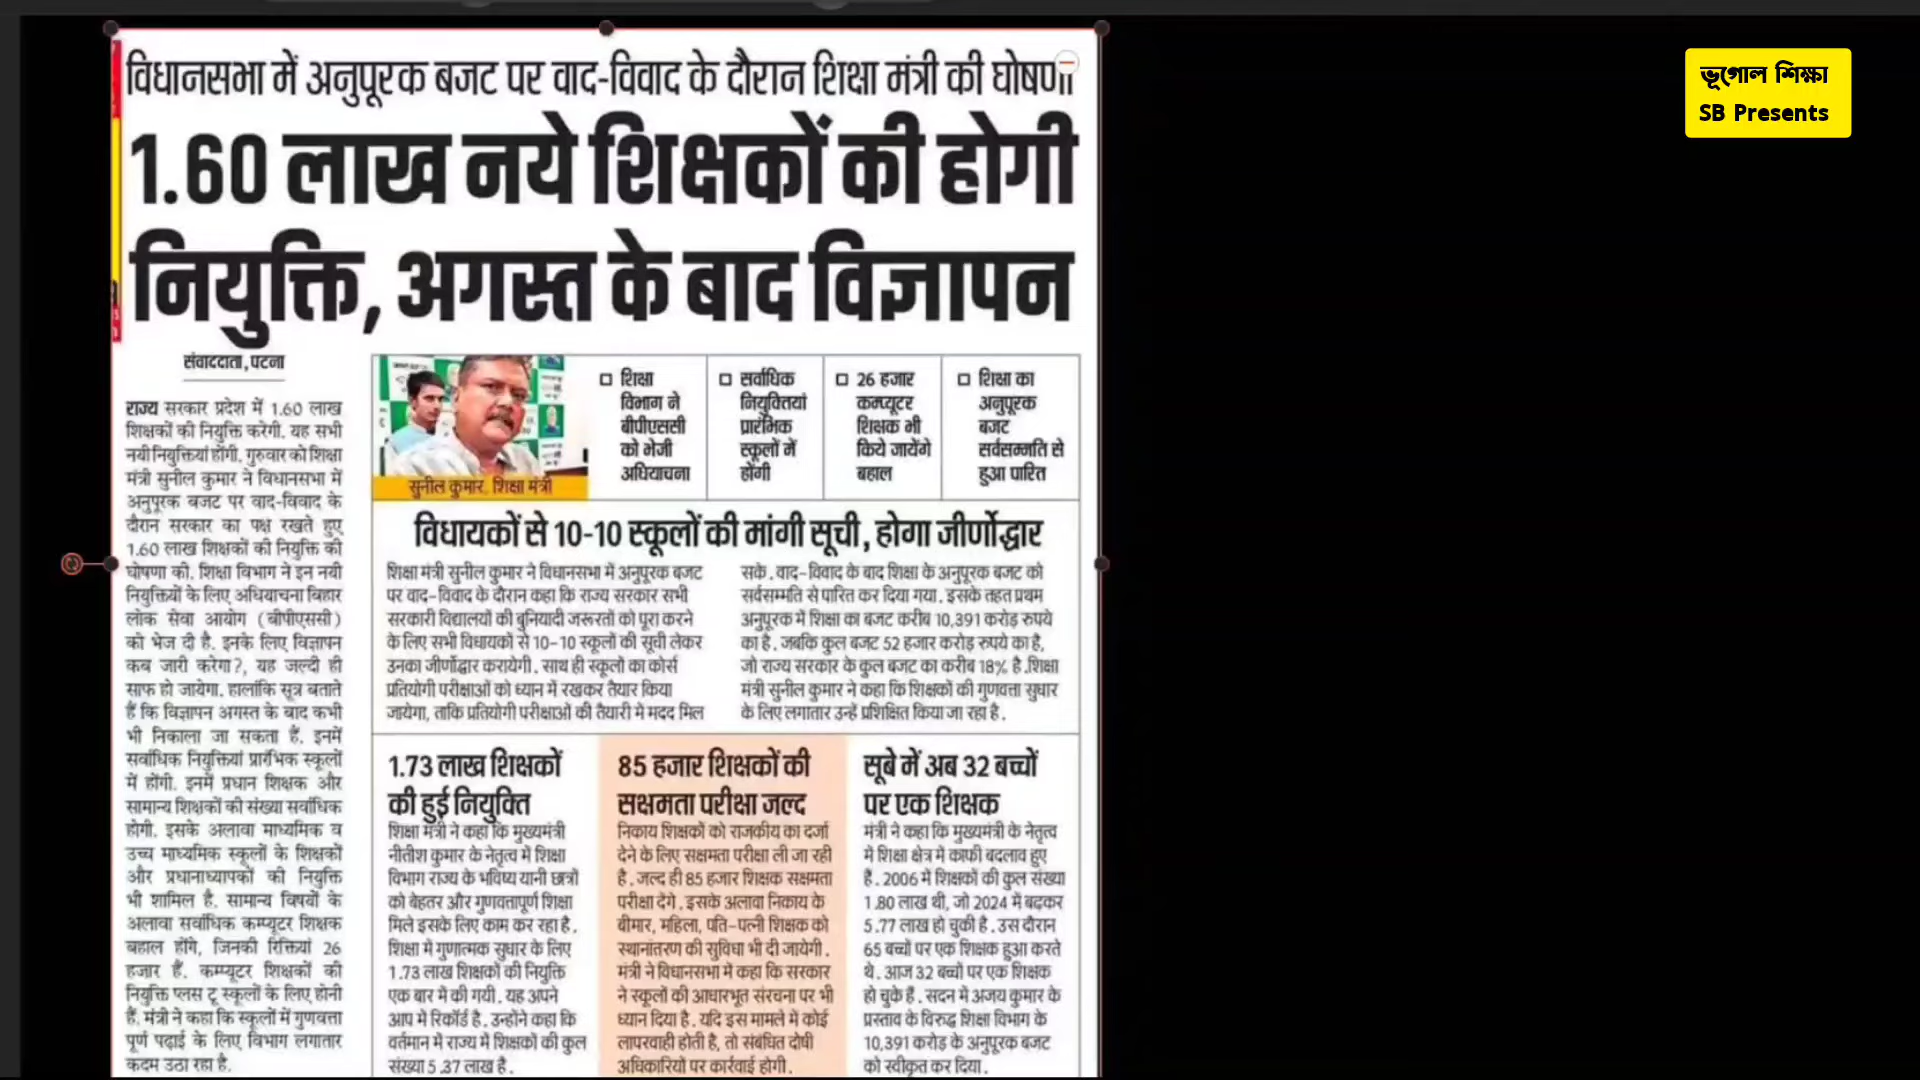 विधानसभा में अनुपूरक बजट पर वाद-विवाद के दौरान शिक्षा मंत्री की घोषणा
1.60 लाख नये शिक्षकों की होगी
नियुक्ति, अगस्त के बाद विज्ञापन
संवाददाता, पटना
राज्य सरकार प्रदेश में 1.60 लाख
शिक्षकों की नियुक्ति करेगी. यह सभी
नयी नियुक्तियां होंगी. गुरुवार को शिक्षा
मंत्री सुनील कुमार ने विधानसभा में
अनुपूरक बजट पर वाद-विवाद के
दौरान सरकार का पक्ष रखते हुए
1.60 लाख शिक्षकों की नियुक्ति की
घोषणा की. शिक्षा विभाग ने इन नयी
नियुक्तियों के लिए अधियाचना बिहार
लोक सेवा आयोग (बीपीएससी)
को भेज दी है. इनके लिए विज्ञापन
कब जारी करेगा?, यह जल्दी ही
साफ हो जायेगा. हालांकि सूत्र बताते
हैं कि विज्ञापन अगस्त के बाद कभी
भी निकाला जा सकता है. इनमें
सर्वाधिक नियुक्तियां प्रारंभिक स्कूलों
में होंगी. इनमें प्रधान शिक्षक और
सामान्य शिक्षकों की संख्या सर्वाधिक
होगी. इसके अलावा माध्यमिक व
उच्च माध्यमिक स्कूलों के शिक्षकों
और प्रधानाध्यापकों की नियुक्ति
भी शामिल है. सामान्य विषयों के
अलावा सर्वाधिक कम्प्यूटर शिक्षक
बहाल होंगे, जिनकी रिक्तियां 26
हजार हैं. कम्प्यूटर शिक्षकों की
नियुक्ति प्लस टू स्कूलों के लिए होनी
हैं. मंत्री ने कहा कि स्कूलों में गुणवत्ता
पूर्ण पढ़ाई के लिए विभाग लगातार
कदम उठा रहा है.
सुनील कुमार, शिक्षा मंत्री
शिक्षा
विभाग ने
बीपीएससी
को भेजी
अधियाचना
सर्वाधिक
नियुक्तियां
प्रारंभिक
स्कूलों में
होंगी
26 हजार
कम्प्यूटर
शिक्षक भी
किये जायेंगे
बहाल
शिक्षा का
अनुपूरक
बजट
सर्वसम्मति से
हुआ पारित
विधायकों से 10-10 स्कूलों की मांगी सूची, होगा जीर्णोद्धार
शिक्षा मंत्री सुनील कुमार ने विधानसभा में अनुपूरक बजट
पर वाद-विवाद के दौरान कहा कि राज्य सरकार सभी
सरकारी विद्यालयों की बुनियादी जरूरतों को पूरा करने
के लिए सभी विधायकों से 10-10 स्कूलों की सूची लेकर
उनका जीर्णोद्धार करायेगी. साथ ही स्कूलों का कोर्स
प्रतियोगी परीक्षाओं को ध्यान में रखकर तैयार किया
जायेगा, ताकि प्रतियोगी परीक्षाओं की तैयारी मे मदद मिल
सके. वाद-विवाद के बाद शिक्षा के अनुपूरक बजट को
सर्वसम्मति से पारित कर दिया गया. इसके तहत प्रथम
अनुपूरक में शिक्षा का बजट करीब 10,391 करोड़ रुपये
का है. जबकि कुल बजट 52 हजार करोड़ रुपये का है,
जो राज्य सरकार के कुल बजट का करीब 18% है .शिक्षा
मंत्री सुनील कुमार ने कहा कि शिक्षकों की गुणवत्ता सुधार
के लिए लगातार उन्हें प्रशिक्षित किया जा रहा है.
1.73 लाख शिक्षकों
की हुई नियुक्ति
शिक्षा मंत्री ने कहा कि मुख्यमंत्री
नीतीश कुमार के नेतृत्व में शिक्षा
विभाग राज्य के भविष्य यानी छात्रों
को बेहतर और गुणवत्तापूर्ण शिक्षा
मिले इसके लिए काम कर रहा है.
शिक्षा में गुणात्मक सुधार के लिए
1.73 लाख शिक्षकों की नियुक्ति
एक बार में की गयी. यह अपने
आप में रिकॉर्ड है. उन्होंने कहा कि
वर्तमान में राज्य में शिक्षकों की कुल
संख्या 5.37 लाख है.
85 हजार शिक्षकों की
सक्षमता परीक्षा जल्द
निकाय शिक्षकों को राजकीय का दर्जा
देने के लिए सक्षमता परीक्षा ली जा रही
है. जल्द ही 85 हजार शिक्षक सक्षमता
परीक्षा देंगे. इसके अलावा निकाय के
बीमार, महिला, पति-पत्नी शिक्षक को
स्थानांतरण की सुविधा भी दी जायेगी.
मंत्री ने विधानसभा में कहा कि सरकार
ने स्कूलों की आधारभूत संरचना पर भी
ध्यान दिया है. यदि इस मामले में कोई
लापरवाही होती है, तो संबंधित दोषी
अधिकारियों पर कार्रवाई होगी.
सूबे में अब 32 बच्चों
पर एक शिक्षक
मंत्री ने कहा कि मुख्यमंत्री के नेतृत्व
में शिक्षा क्षेत्र में काफी बदलाव हुए
हैं. 2006 में शिक्षकों की कुल संख्या
1.80 लाख थी, जो 2024 में बढ़कर
5.77 लाख हो चुकी है. उस दौरान
65 बच्चों पर एक शिक्षक हुआ करते
थे. आज 32 बच्चों पर एक शिक्षक
हो चुके हैं. सदन में अजय कुमार के
प्रस्ताव के विरुद्ध शिक्षा विभाग के
10,391 करोड़ के अनुपूरक बजट
को स्वीकृत कर दिया.
ভূগোল শিক্ষা
SB Presents